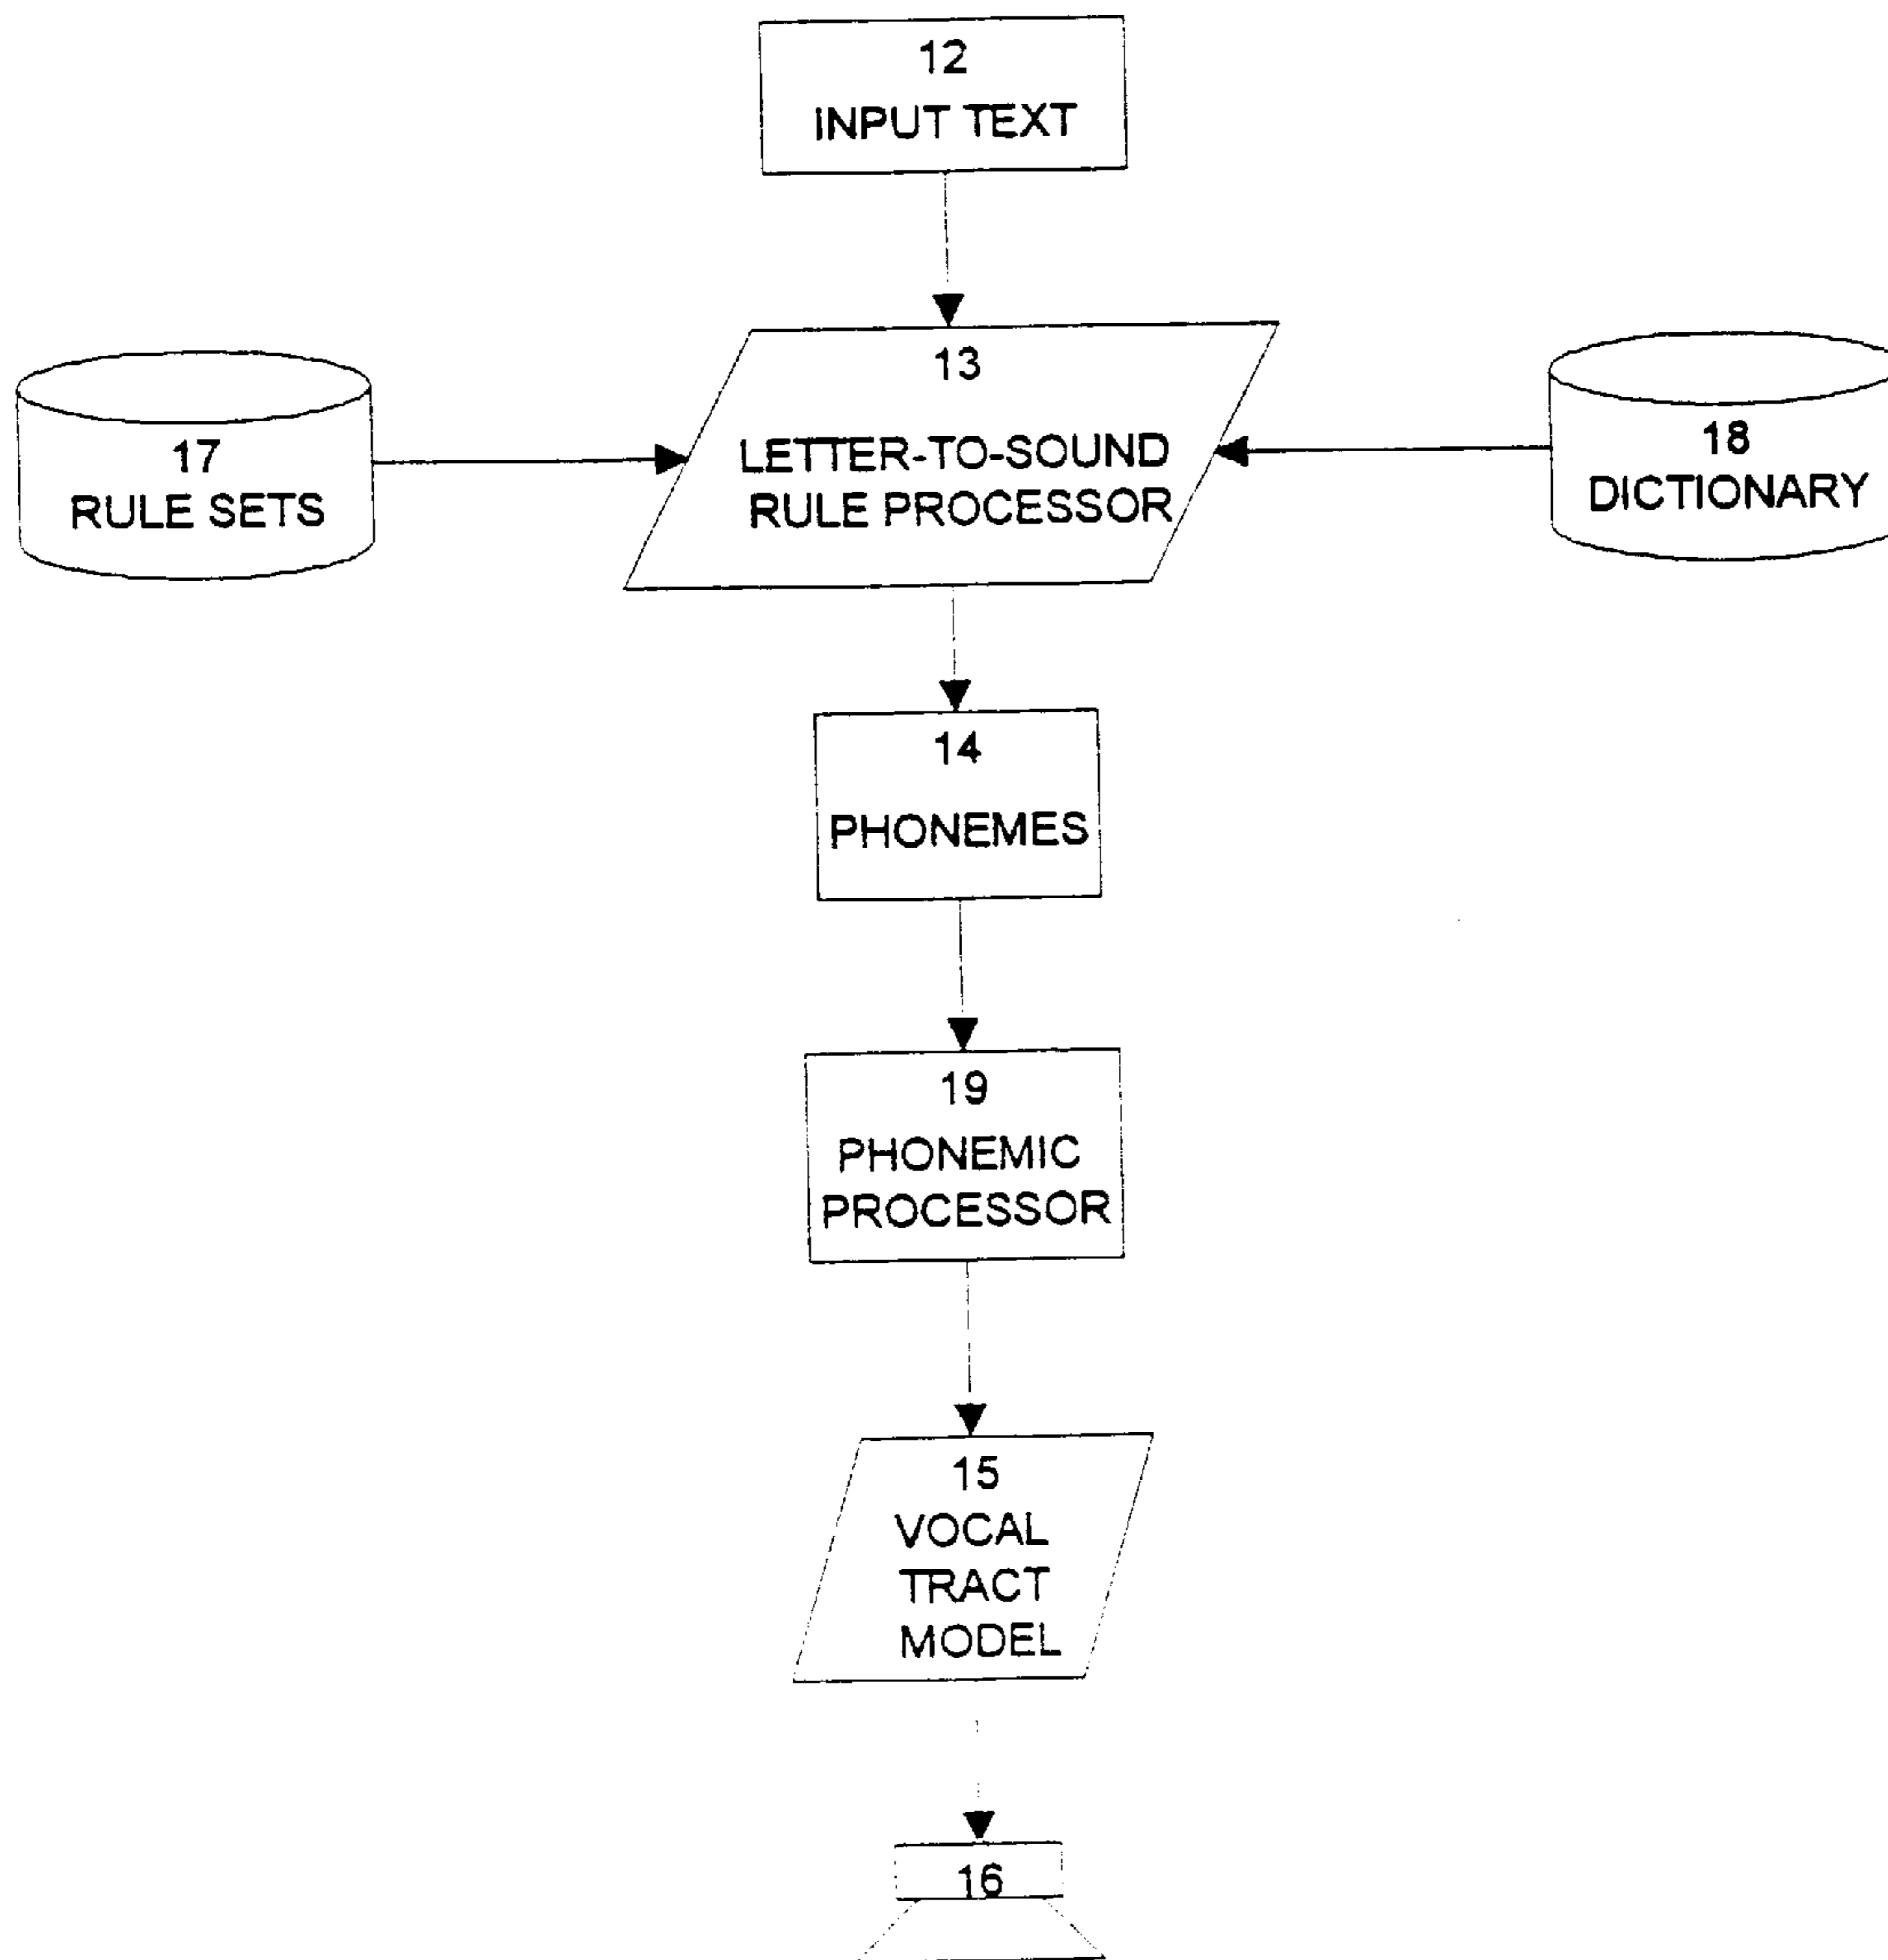 12
INPUT TEXT
13
LETTER-TO-SOUND
RULE PROCESSOR
17
RULE SETS
18
DICTIONARY
14
PHONEMES
19
PHONEMIC
PROCESSOR
15
VOCAL
TRACT
MODEL
16